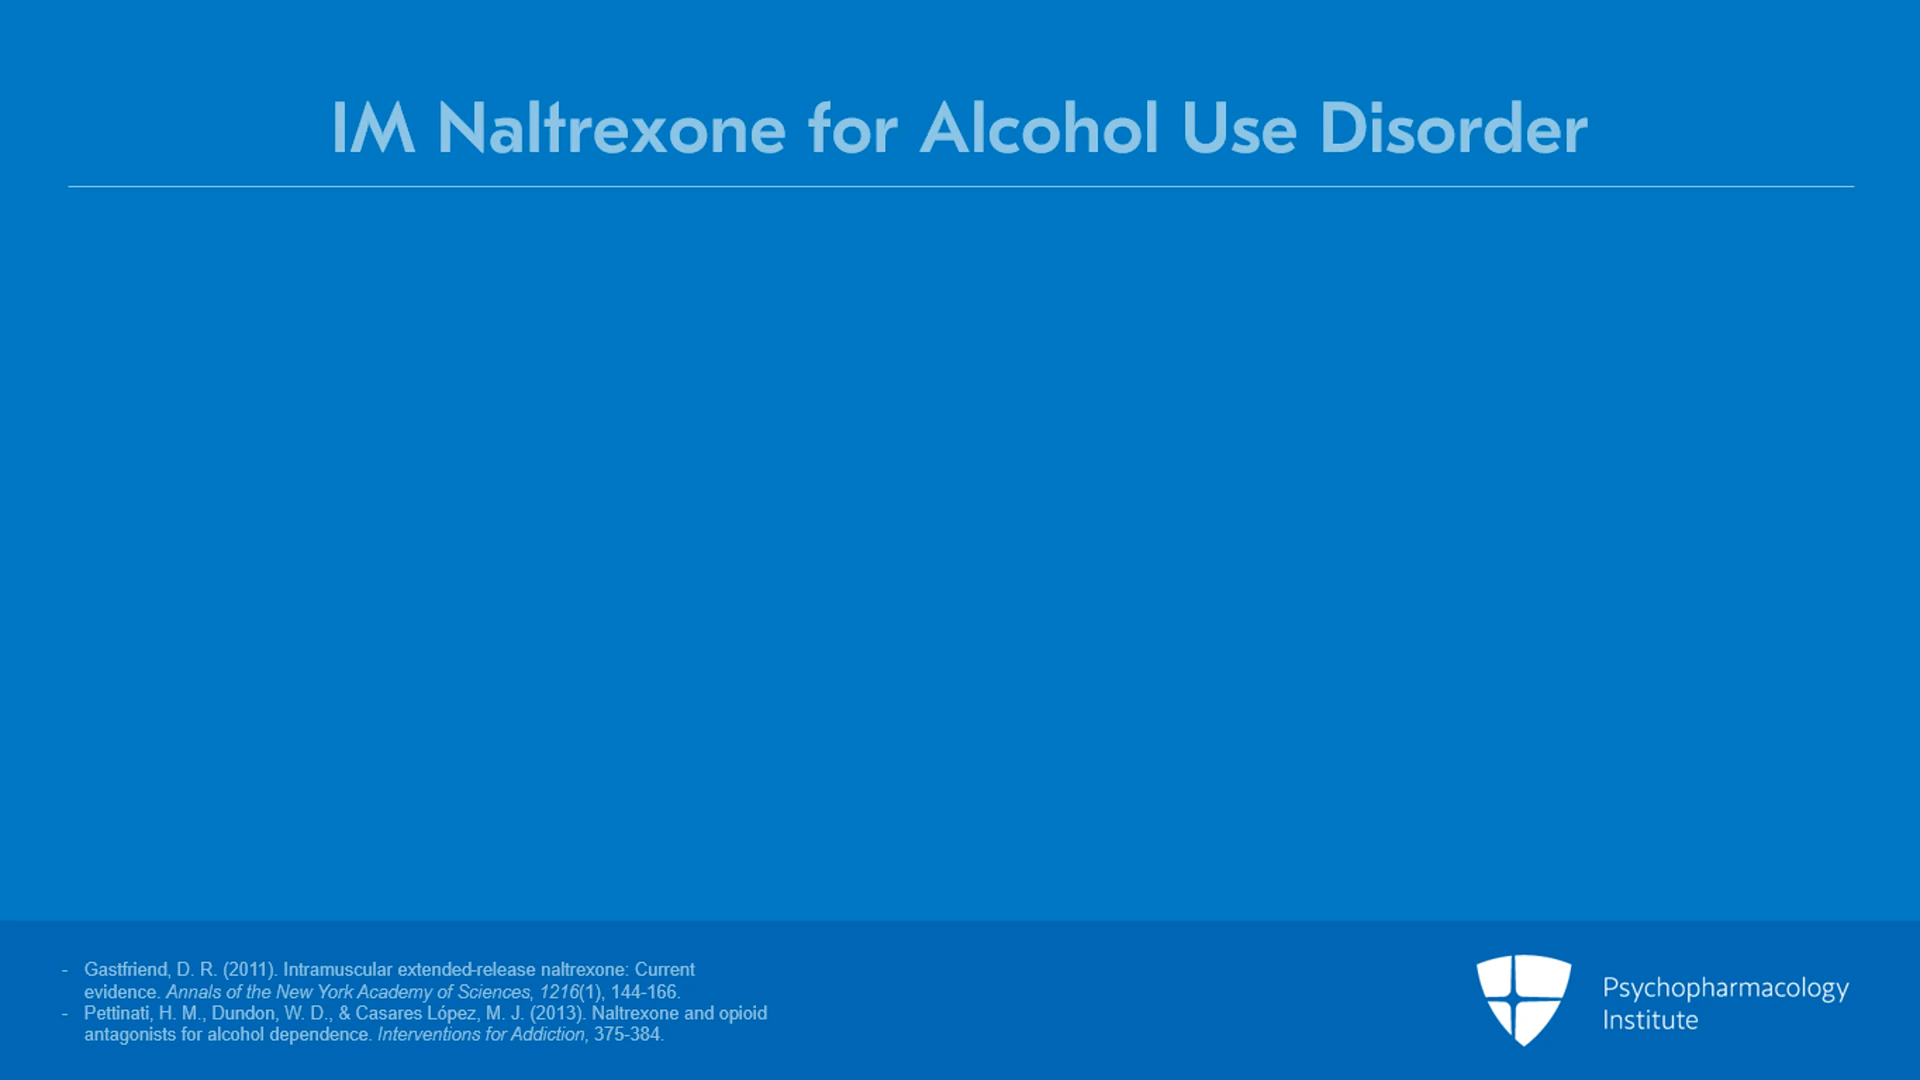 IM Naltrexone for Alcohol Use Disorder
- Gastfriend, D. R. (2011). Intramuscular extended-release naltrexone: Current
evidence. Annals of the New York Academy of Sciences, 1216(1), 144-166.
- Pettinati, H. M., Dundon, W. D., & Casares López, M. J. (2013). Naltrexone and opioid
antagonists for alcohol dependence. Interventions for Addiction, 375-384.
Psychopharmacology
Institute